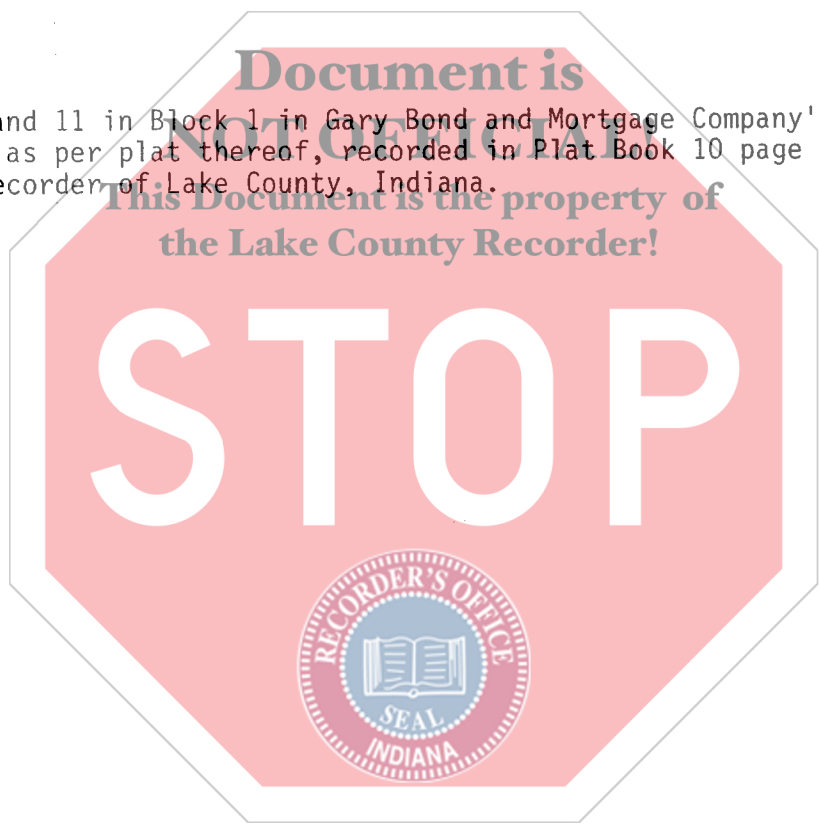 Document is
and 11 in Block 1 in Gary Bond and Mortgage Company'
NOT OFFICIAL
as per plat thereof, recorded in Plat Book 10 page
ecorder of Lake County, Indiana.
This Document is the property of
the Lake County Recorder!
STOP
RECORDER'S OFFICE
SEAL
INDIANA